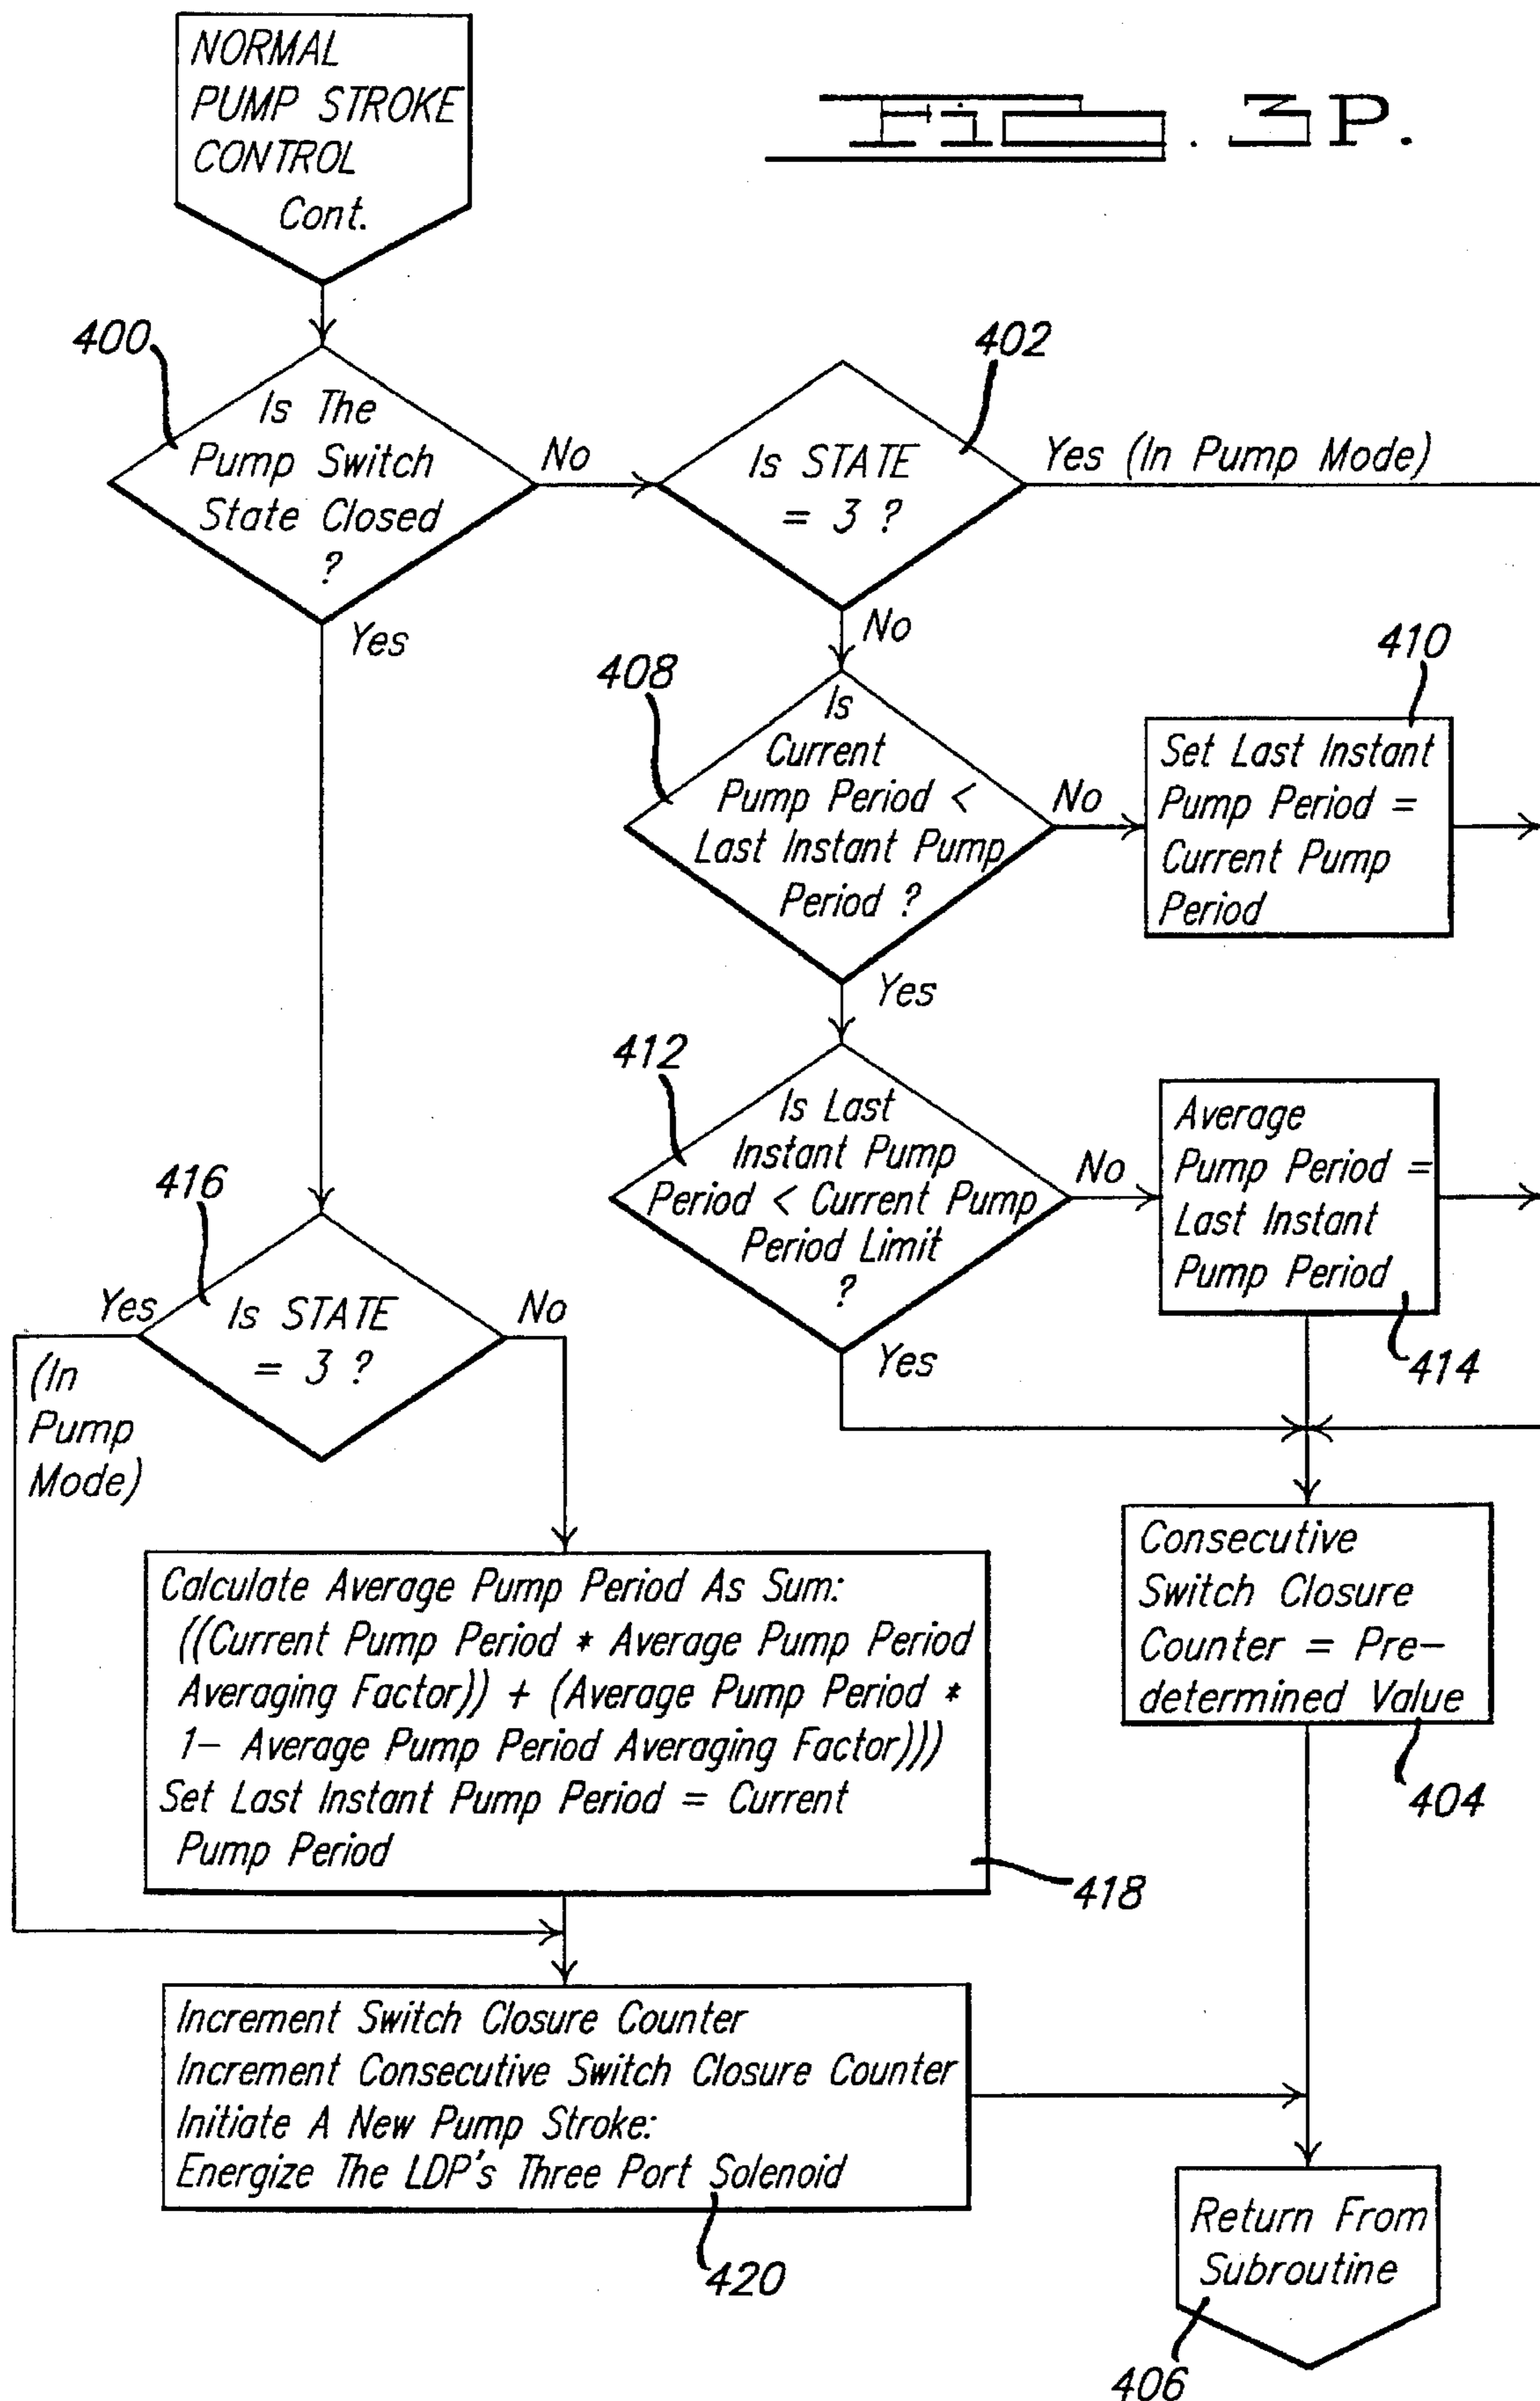 NORMAL
PUMP STROKE
CONTROL
Cont.
FIG. 3P.
400
Is The
Pump Switch
State Closed
?
No
Yes
402
Is STATE
= 3 ?
Yes (In Pump Mode)
No
408
Is
Current
Pump Period <
Last Instant Pump
Period ?
No
Yes
410
Set Last Instant
Pump Period =
Current Pump
Period
412
Is Last
Instant Pump
Period < Current Pump
Period Limit
?
No
Yes
Average
Pump Period =
Last Instant
Pump Period
414
416
Is STATE
= 3 ?
Yes
(In
Pump
Mode)
No
Consecutive
Switch Closure
Counter = Pre-
determined Value
404
Calculate Average Pump Period As Sum:
((Current Pump Period * Average Pump Period
Averaging Factor)) + (Average Pump Period *
1- Average Pump Period Averaging Factor)))
Set Last Instant Pump Period = Current
Pump Period
418
Increment Switch Closure Counter
Increment Consecutive Switch Closure Counter
Initiate A New Pump Stroke:
Energize The LDP's Three Port Solenoid
420
Return From
Subroutine
406